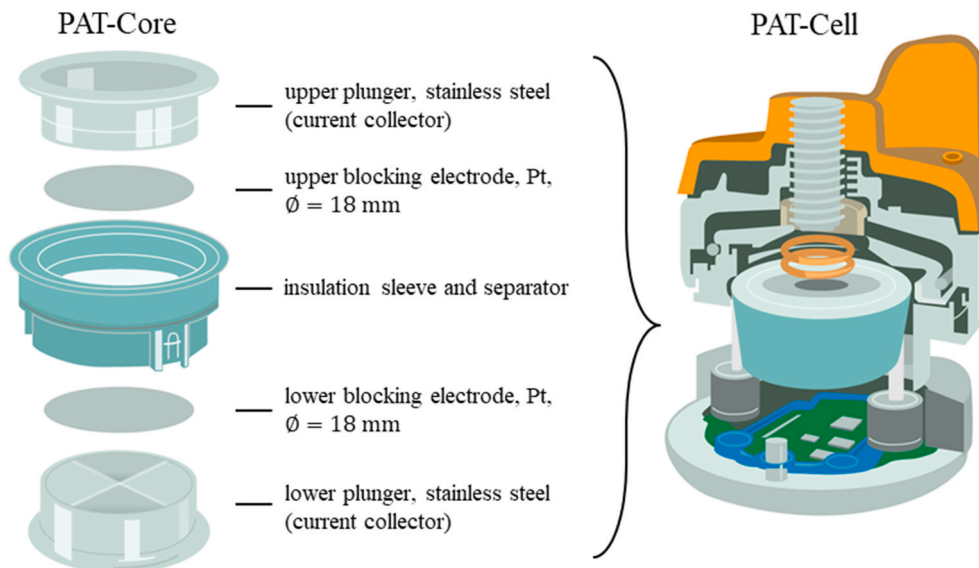 PAT-Core
PAT-Cell
upper plunger, stainless steel
(current collector)
upper blocking electrode, Pt,
Ø = 18 mm
insulation sleeve and separator
lower blocking electrode, Pt,
Ø = 18 mm
lower plunger, stainless steel
(current collector)